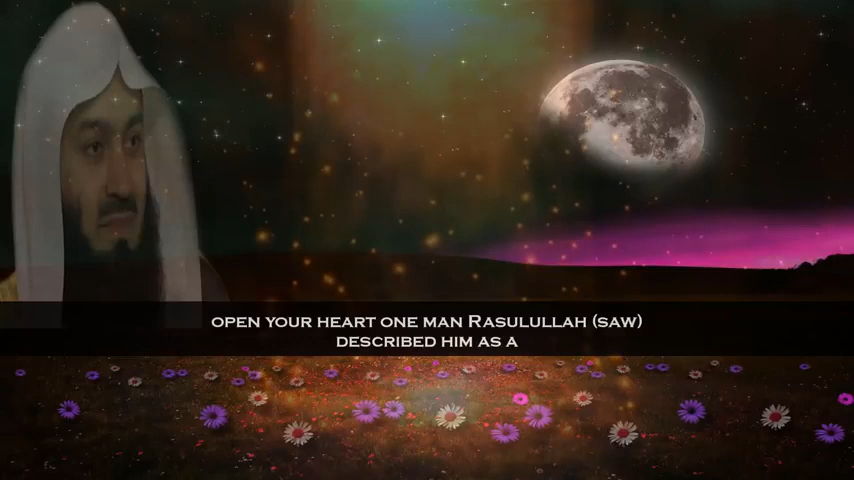 OPEN YOUR HEART ONE MAN RASULULLAH (SAW)
DESCRIBED HIM AS A